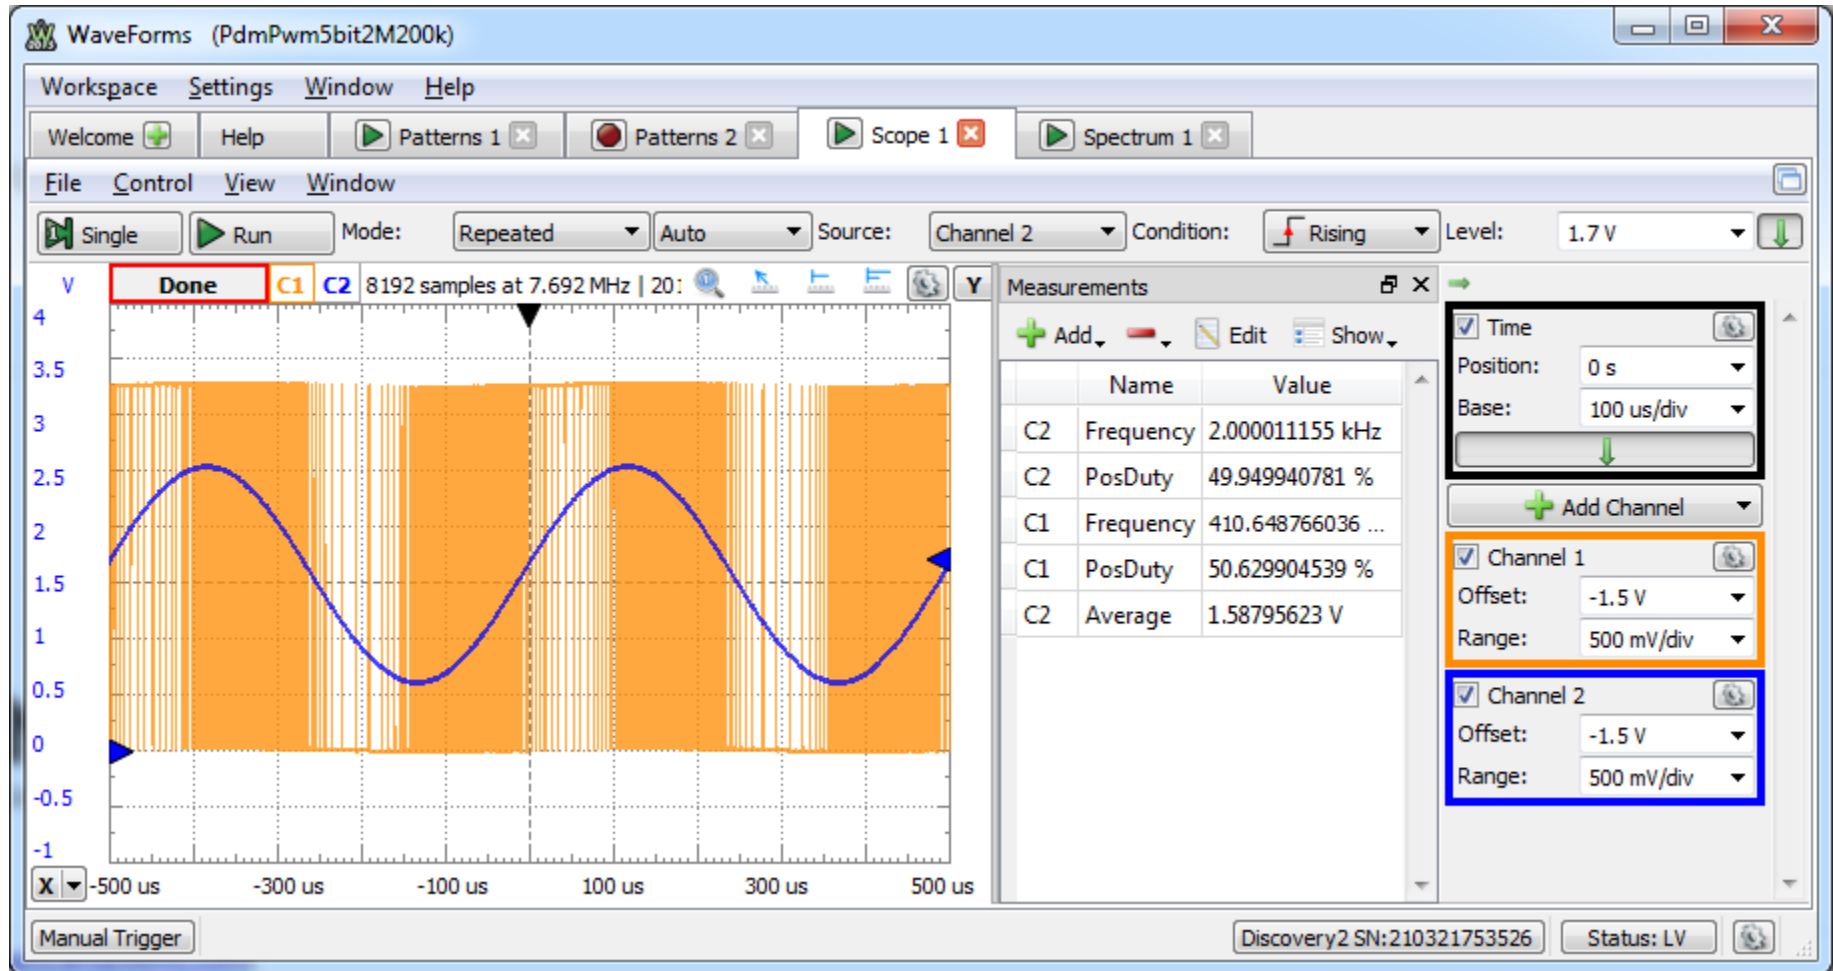 WaveForms (PdmPwm5bit2M200k)
Workspace Settings Window Help
Welcome Help Patterns 1 Patterns 2 Scope 1 Spectrum 1
File Control View Window
Single Run Mode: Repeated Auto Source: Channel 2 Condition: Rising Level: 1.7 V
V Done C1 C2 8192 samples at 7.692 MHz | 201 Y
4
3.5
3
2.5
2
1.5
1
0.5
0
-0.5
-1
X -500 us -300 us -100 us 100 us 300 us 500 us
Measurements
Add Edit Show
Name Value
C2 Frequency 2.000011155 kHz
C2 PosDuty 49.949940781 %
C1 Frequency 410.648766036 ...
C1 PosDuty 50.629904539 %
C2 Average 1.58795623 V
Time
Position: 0 s
Base: 100 us/div
Add Channel
Channel 1
Offset: -1.5 V
Range: 500 mV/div
Channel 2
Offset: -1.5 V
Range: 500 mV/div
Manual Trigger Discovery2 SN:210321753526 Status: LV